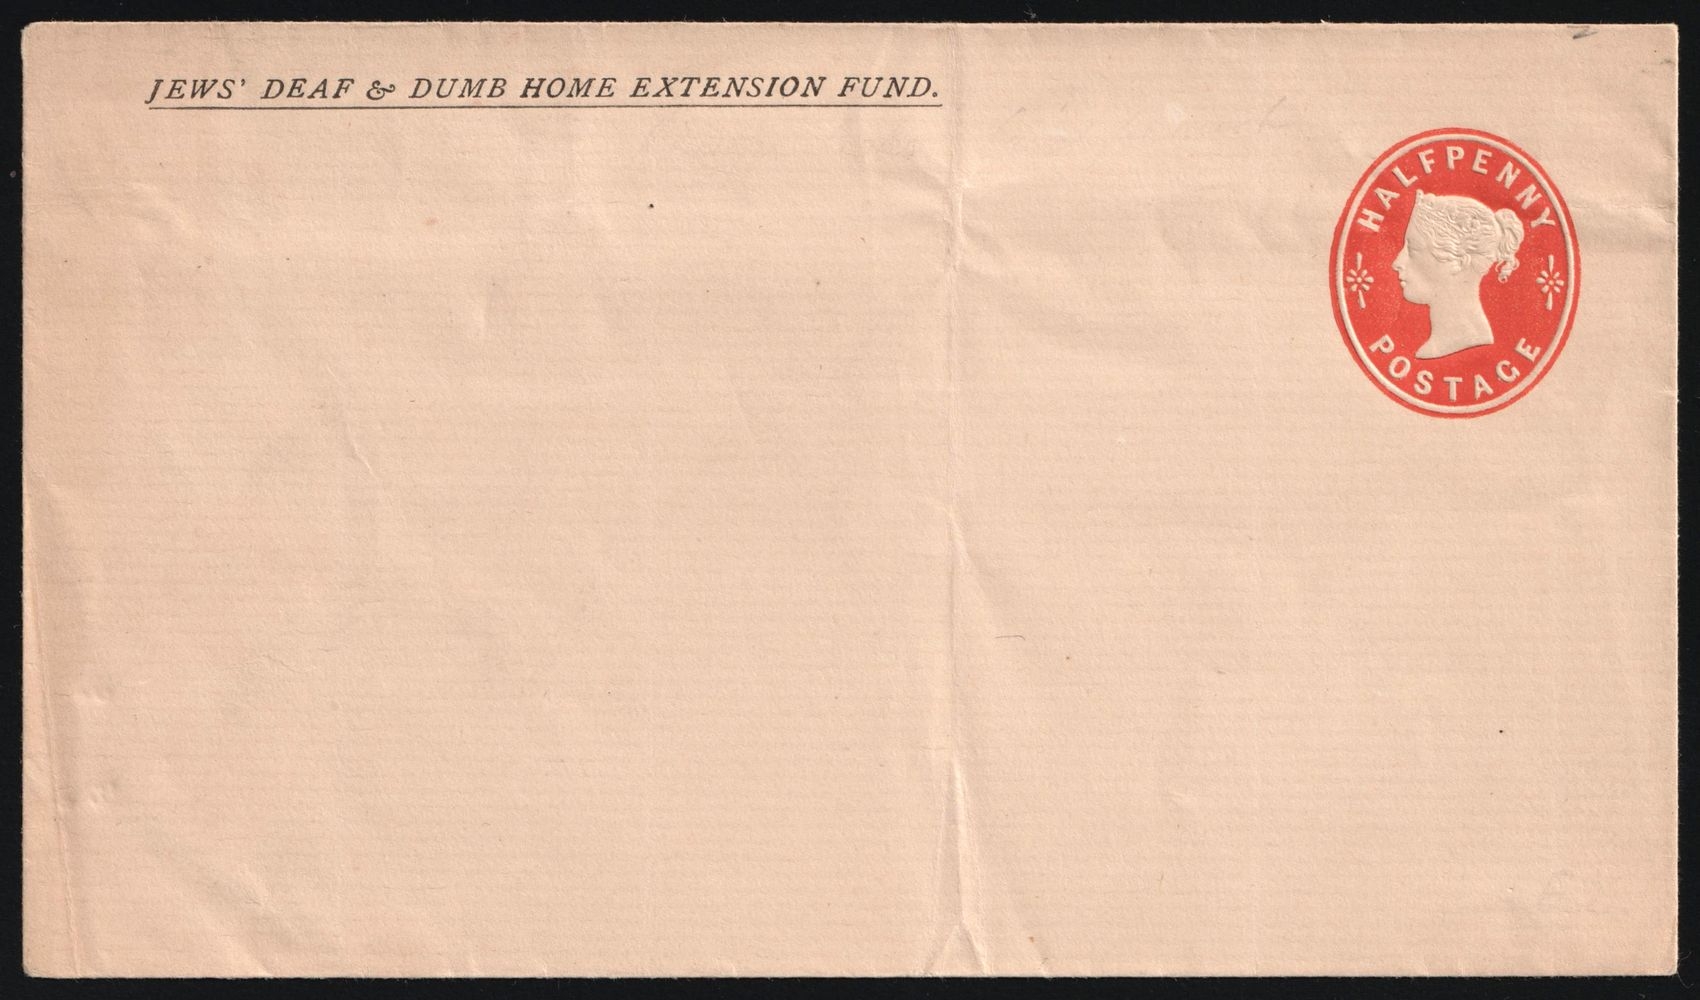 JEWS' DEAF & DUMB HOME EXTENSION FUND.
HALFPENNY
POSTAGE